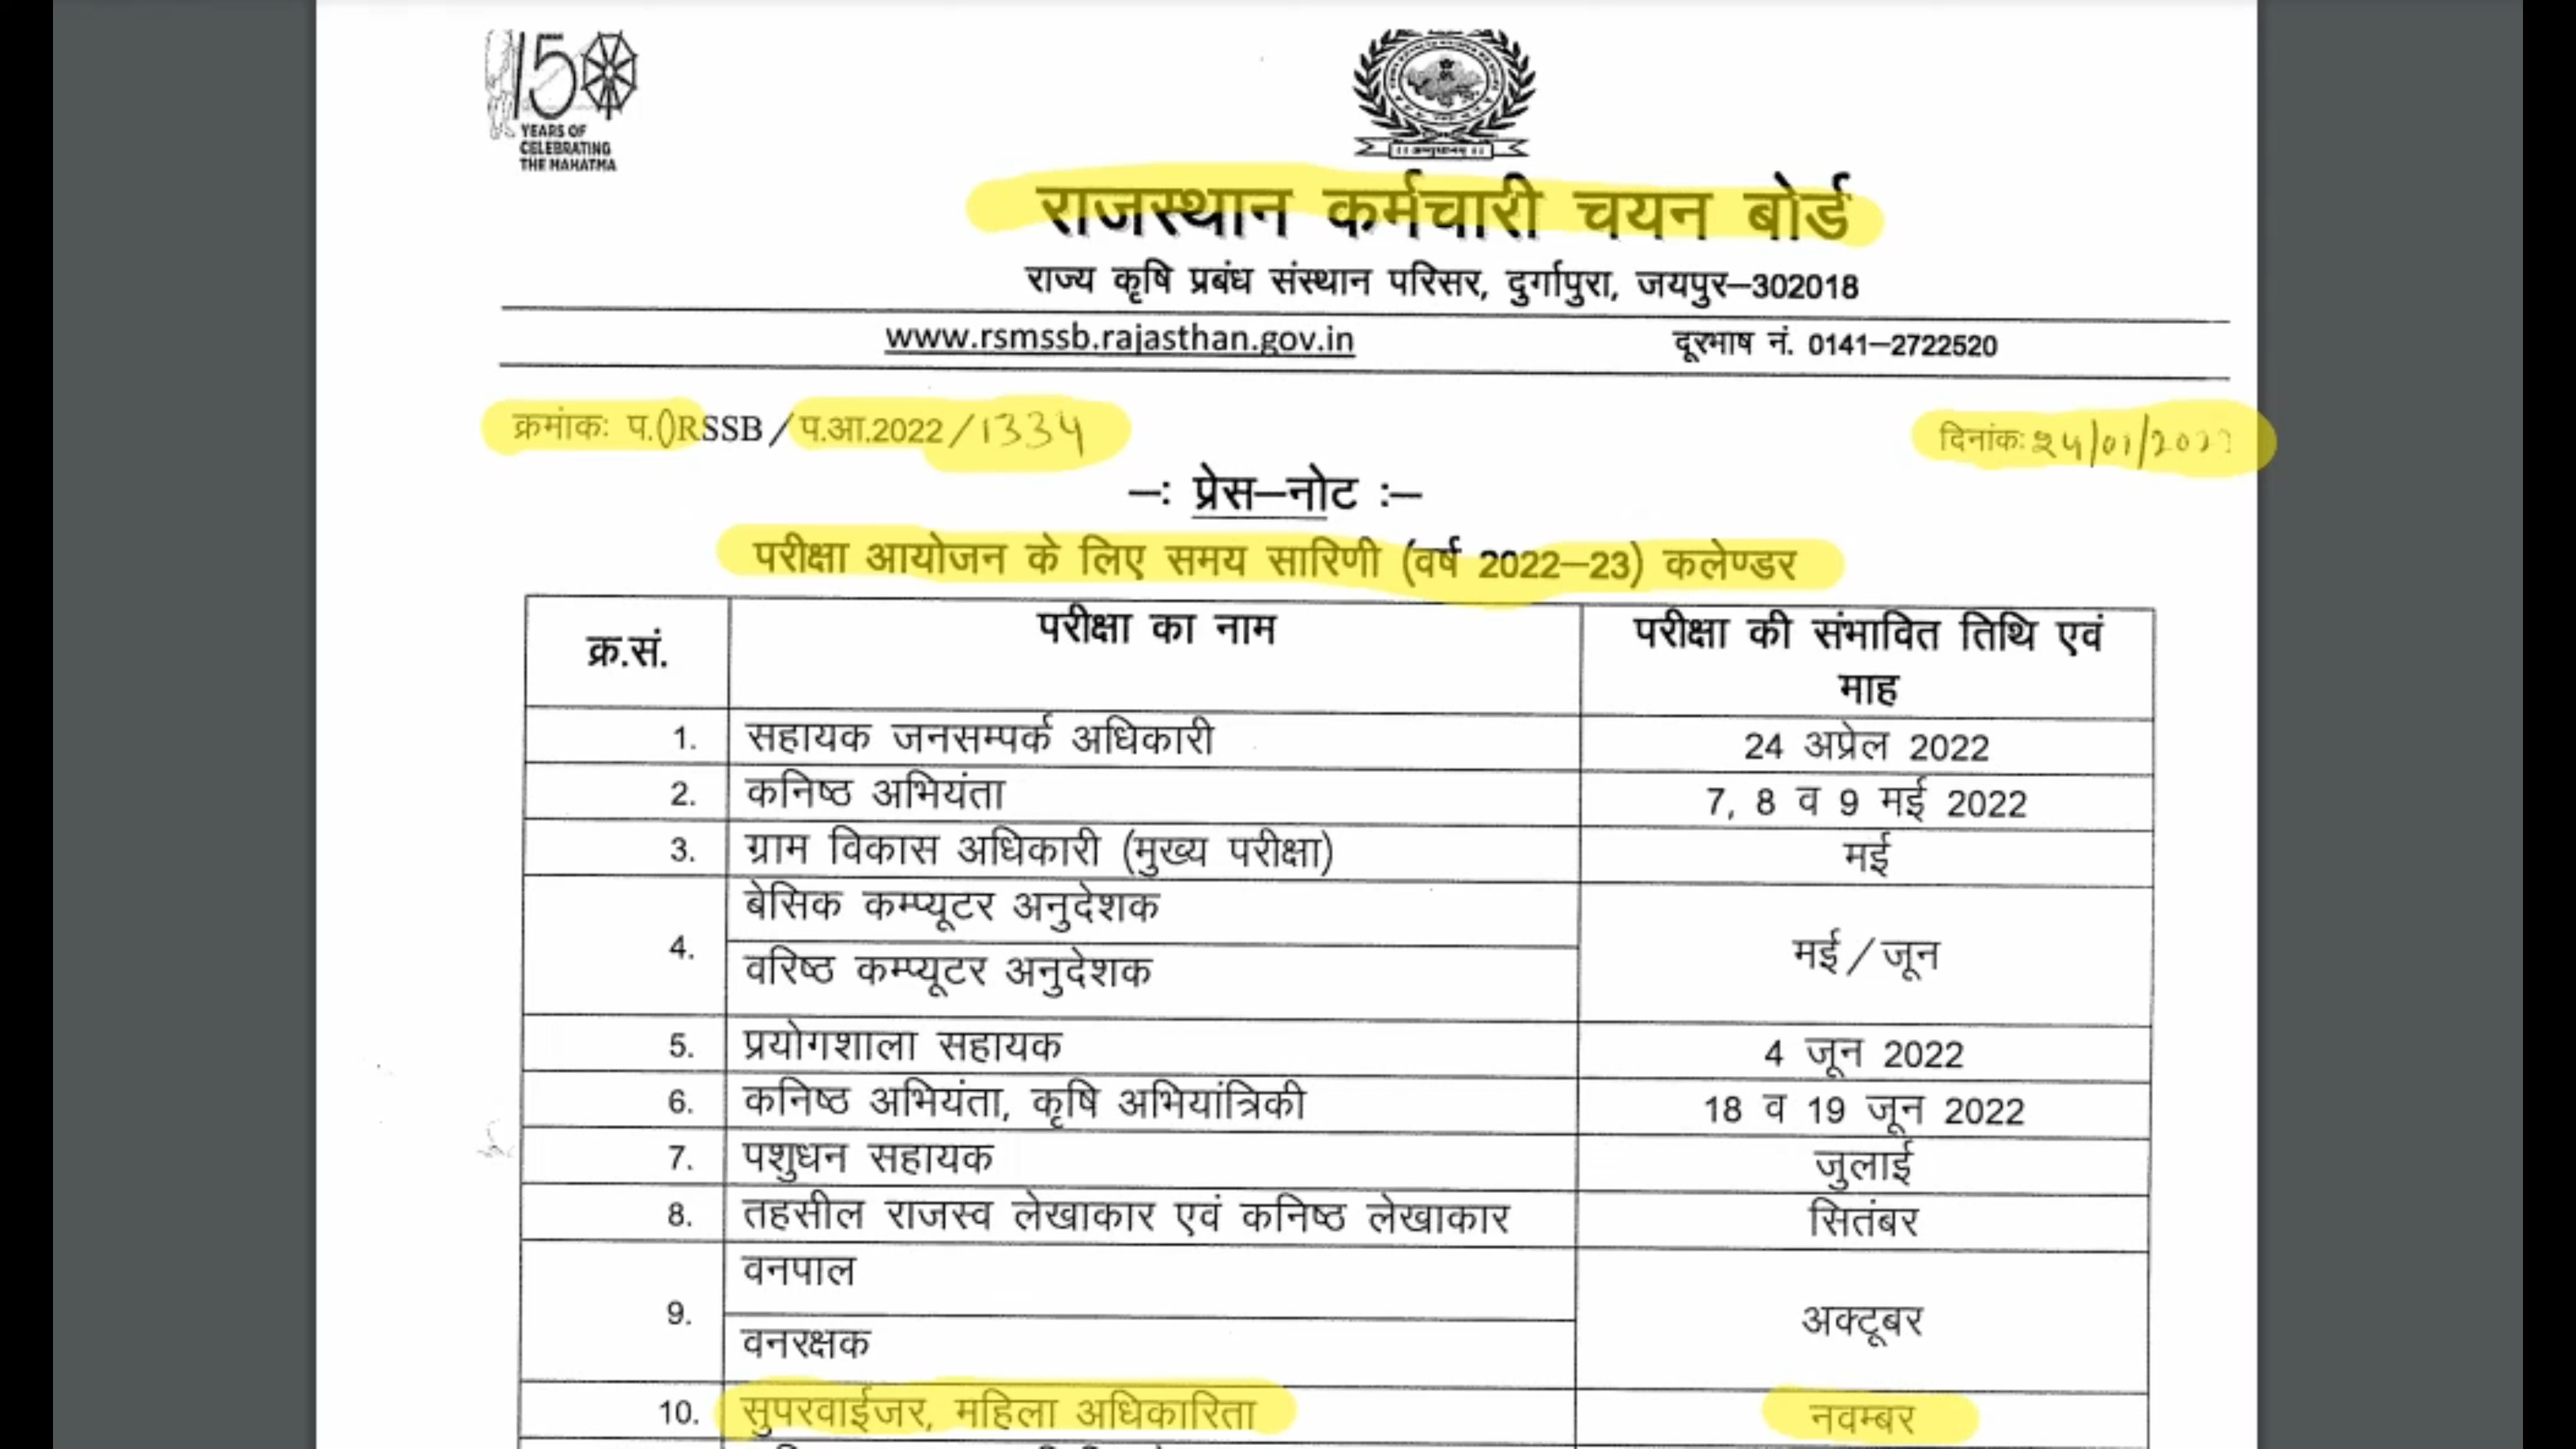 150
YEARS OF
CELEBRATING
THE MAHATMA
राजस्थान कर्मचारी चयन बोर्ड
राज्य कृषि प्रबंध संस्थान परिसर, दुर्गापुरा, जयपुर–302018
www.rsmssb.rajasthan.gov.in दूरभाष नं. 0141–2722520
क्रमांकः प.()RSSB/प.आ.2022/1334 दिनांकः
–: प्रेस–नोट :–
परीक्षा आयोजन के लिए समय सारिणी (वर्ष 2022–23) कलेण्डर
क्र.सं. परीक्षा का नाम परीक्षा की संभावित तिथि एवं
माह
1. सहायक जनसम्पर्क अधिकारी 24 अप्रेल 2022
2. कनिष्ठ अभियंता 7, 8 व 9 मई 2022
3. ग्राम विकास अधिकारी (मुख्य परीक्षा) मई
4. बेसिक कम्प्यूटर अनुदेशक
वरिष्ठ कम्प्यूटर अनुदेशक मई/जून
5. प्रयोगशाला सहायक 4 जून 2022
6. कनिष्ठ अभियंता, कृषि अभियांत्रिकी 18 व 19 जून 2022
7. पशुधन सहायक जुलाई
8. तहसील राजस्व लेखाकार एवं कनिष्ठ लेखाकार सितंबर
9. वनपाल
वनरक्षक अक्टूबर
10. सुपरवाईजर, महिला अधिकारिता नवम्बर